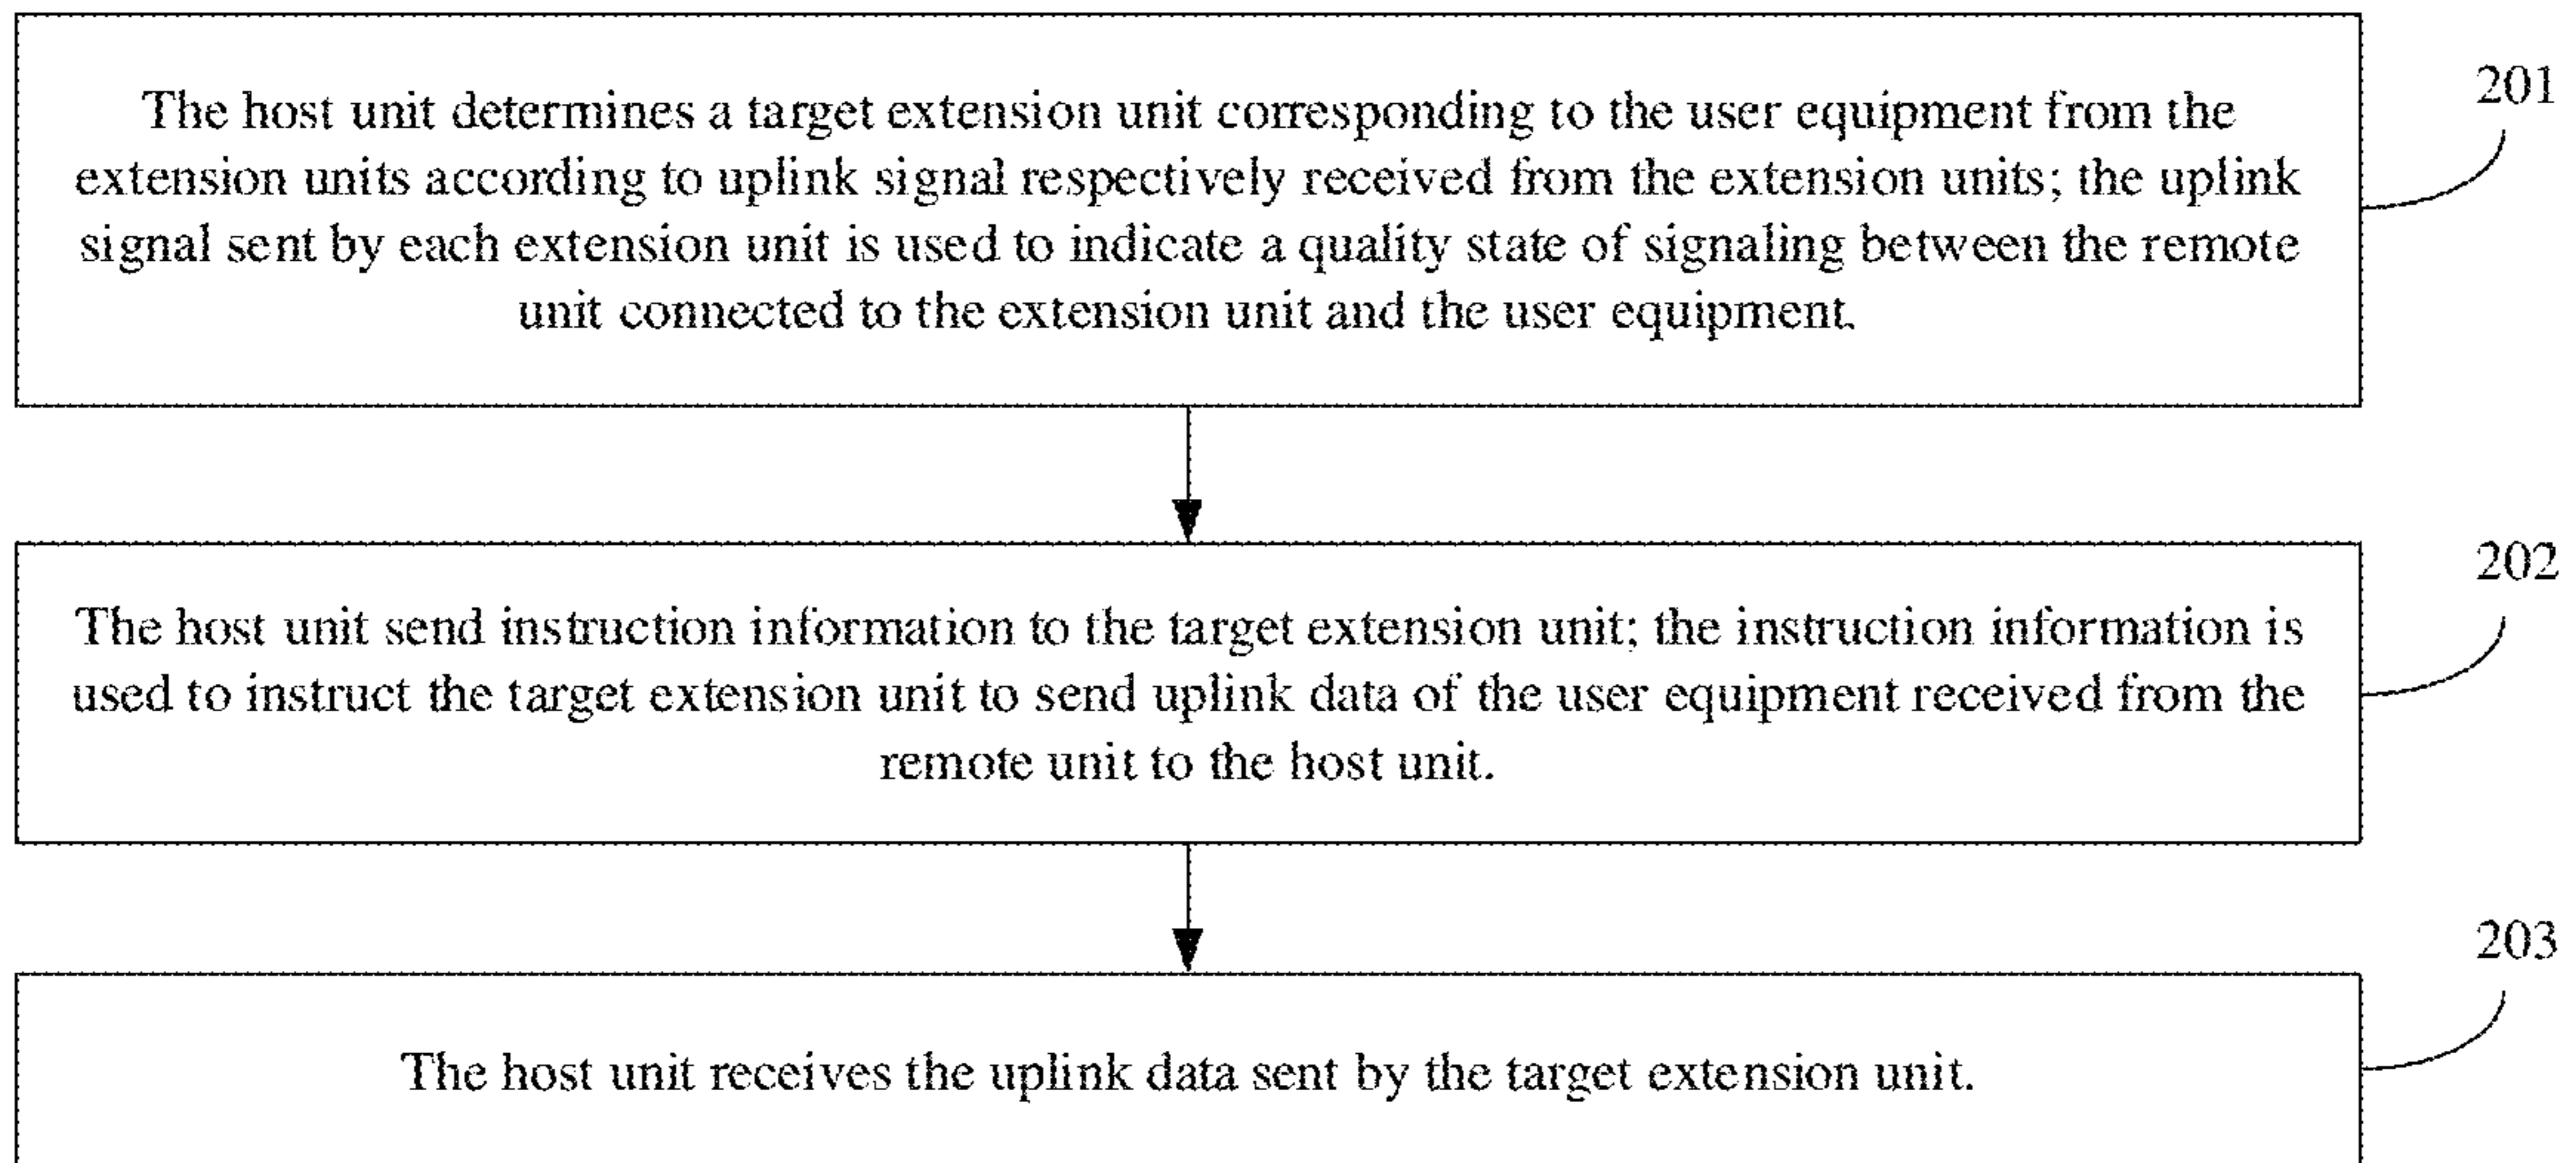 The host unit determines a target extension unit corresponding to the user equipment from the
extension units according to uplink signal respectively received from the extension units; the uplink
signal sent by each extension unit is used to indicate a quality state of signaling between the remote
unit connected to the extension unit and the user equipment.
201
The host unit send instruction information to the target extension unit; the instruction information is
used to instruct the target extension unit to send uplink data of the user equipment received from the
remote unit to the host unit.
202
The host unit receives the uplink data sent by the target extension unit.
203